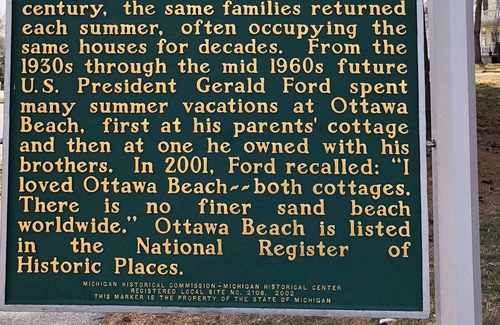 century, the same families returned
each summer, often occupying the
same houses for decades. From the
1930s through the mid 1960s future
U.S. President Gerald Ford spent
many summer vacations at Ottawa
Beach, first at his parents' cottage
and then at one he owned with his
brothers. In 2001, Ford recalled: "I
loved Ottawa Beach--both cottages.
There is no finer sand beach
worldwide." Ottawa Beach is listed
in the National Register of
Historic Places.
MICHIGAN HISTORICAL COMMISSION-MICHIGAN HISTORICAL CENTER
REGISTERED LOCAL SITE NO. 2108, 2002
THIS MARKER IS THE PROPERTY OF THE STATE OF MICHIGAN